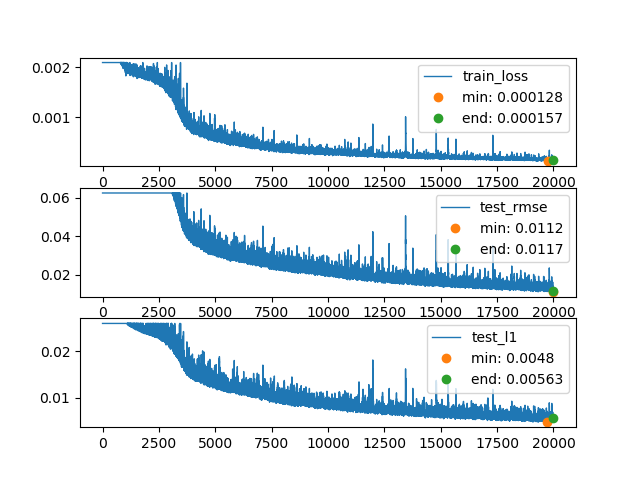 0.002
0.001
train_loss
min: 0.000128
end: 0.000157
0 2500 5000 7500 10000 12500 15000 17500 20000
0.06
0.04
0.02
test_rmse
min: 0.0112
end: 0.0117
0 2500 5000 7500 10000 12500 15000 17500 20000
0.02
0.01
test_l1
min: 0.0048
end: 0.00563
0 2500 5000 7500 10000 12500 15000 17500 20000